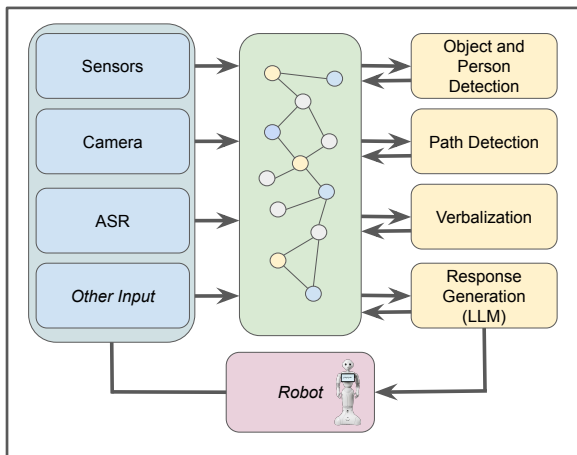 Sensors
Camera
ASR
Other Input
Object and
Person
Detection
Path Detection
Verbalization
Response
Generation
(LLM)
Robot